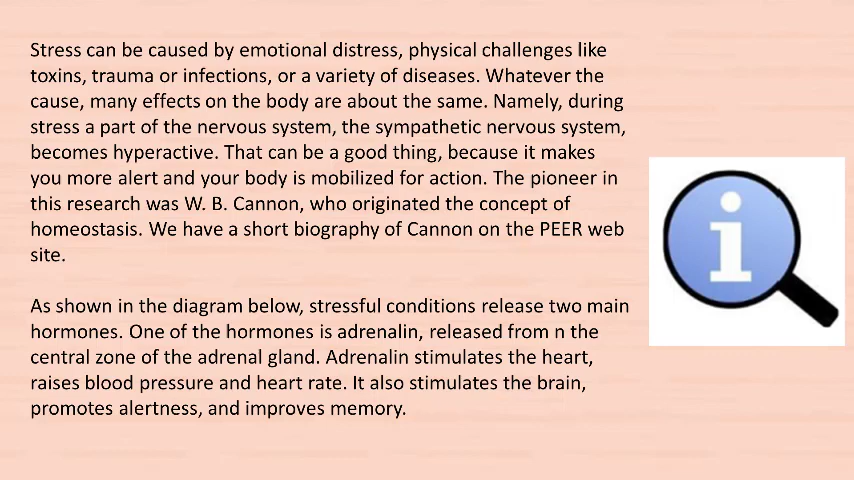 Stress can be caused by emotional distress, physical challenges like
toxins, trauma or infections, or a variety of diseases. Whatever the
cause, many effects on the body are about the same. Namely, during
stress a part of the nervous system, the sympathetic nervous system,
becomes hyperactive. That can be a good thing, because it makes
you more alert and your body is mobilized for action. The pioneer in
this research was W. B. Cannon, who originated the concept of
homeostasis. We have a short biography of Cannon on the PEER web
site.
As shown in the diagram below, stressful conditions release two main
hormones. One of the hormones is adrenalin, released from n the
central zone of the adrenal gland. Adrenalin stimulates the heart,
raises blood pressure and heart rate. It also stimulates the brain,
promotes alertness, and improves memory.
i